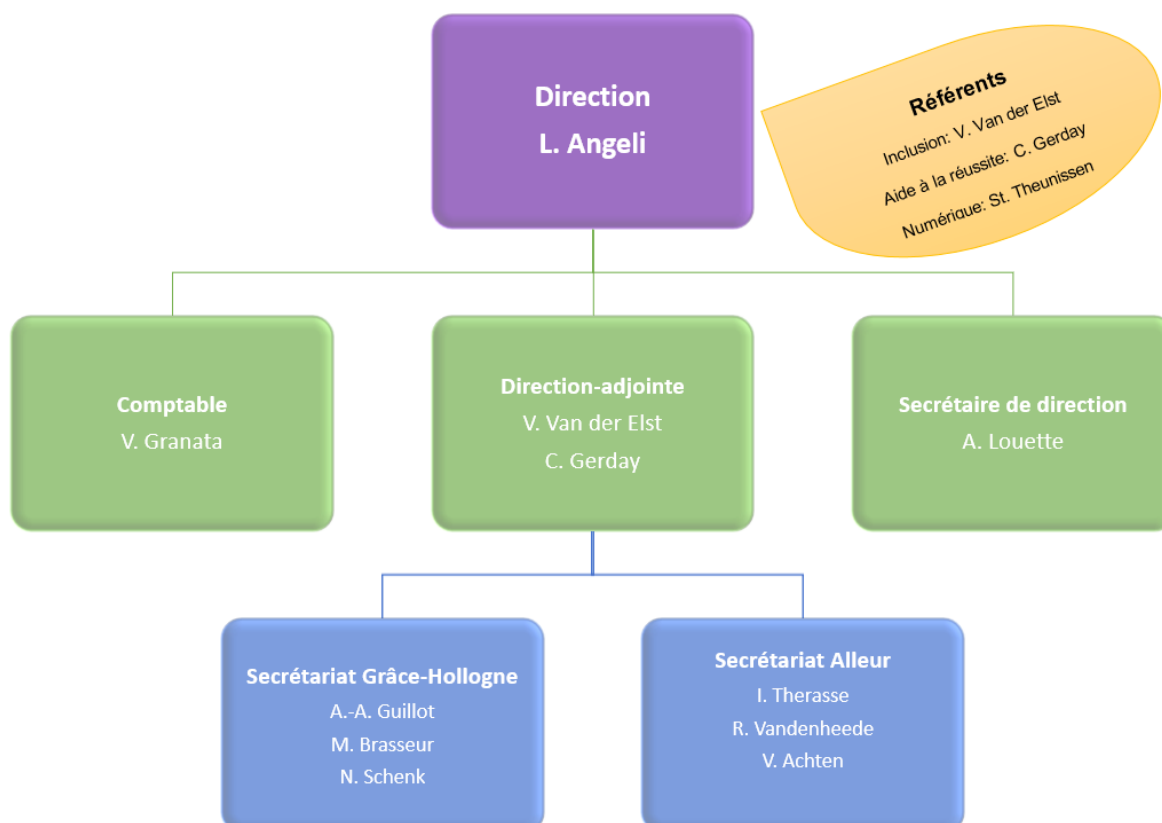 Direction
L. Angeli
Référents
Inclusion: V. Van der Elst
Aide à la réussite: C. Gerday
Numérique: St. Theunissen
Comptable
V. Granata
Direction-adjointe
V. Van der Elst
C. Gerday
Secrétaire de direction
A. Louette
Secrétariat Grâce-Hollogne
A.-A. Guillot
M. Brasseur
N. Schenk
Secrétariat Alleur
I. Therasse
R. Vandenheede
V. Achten